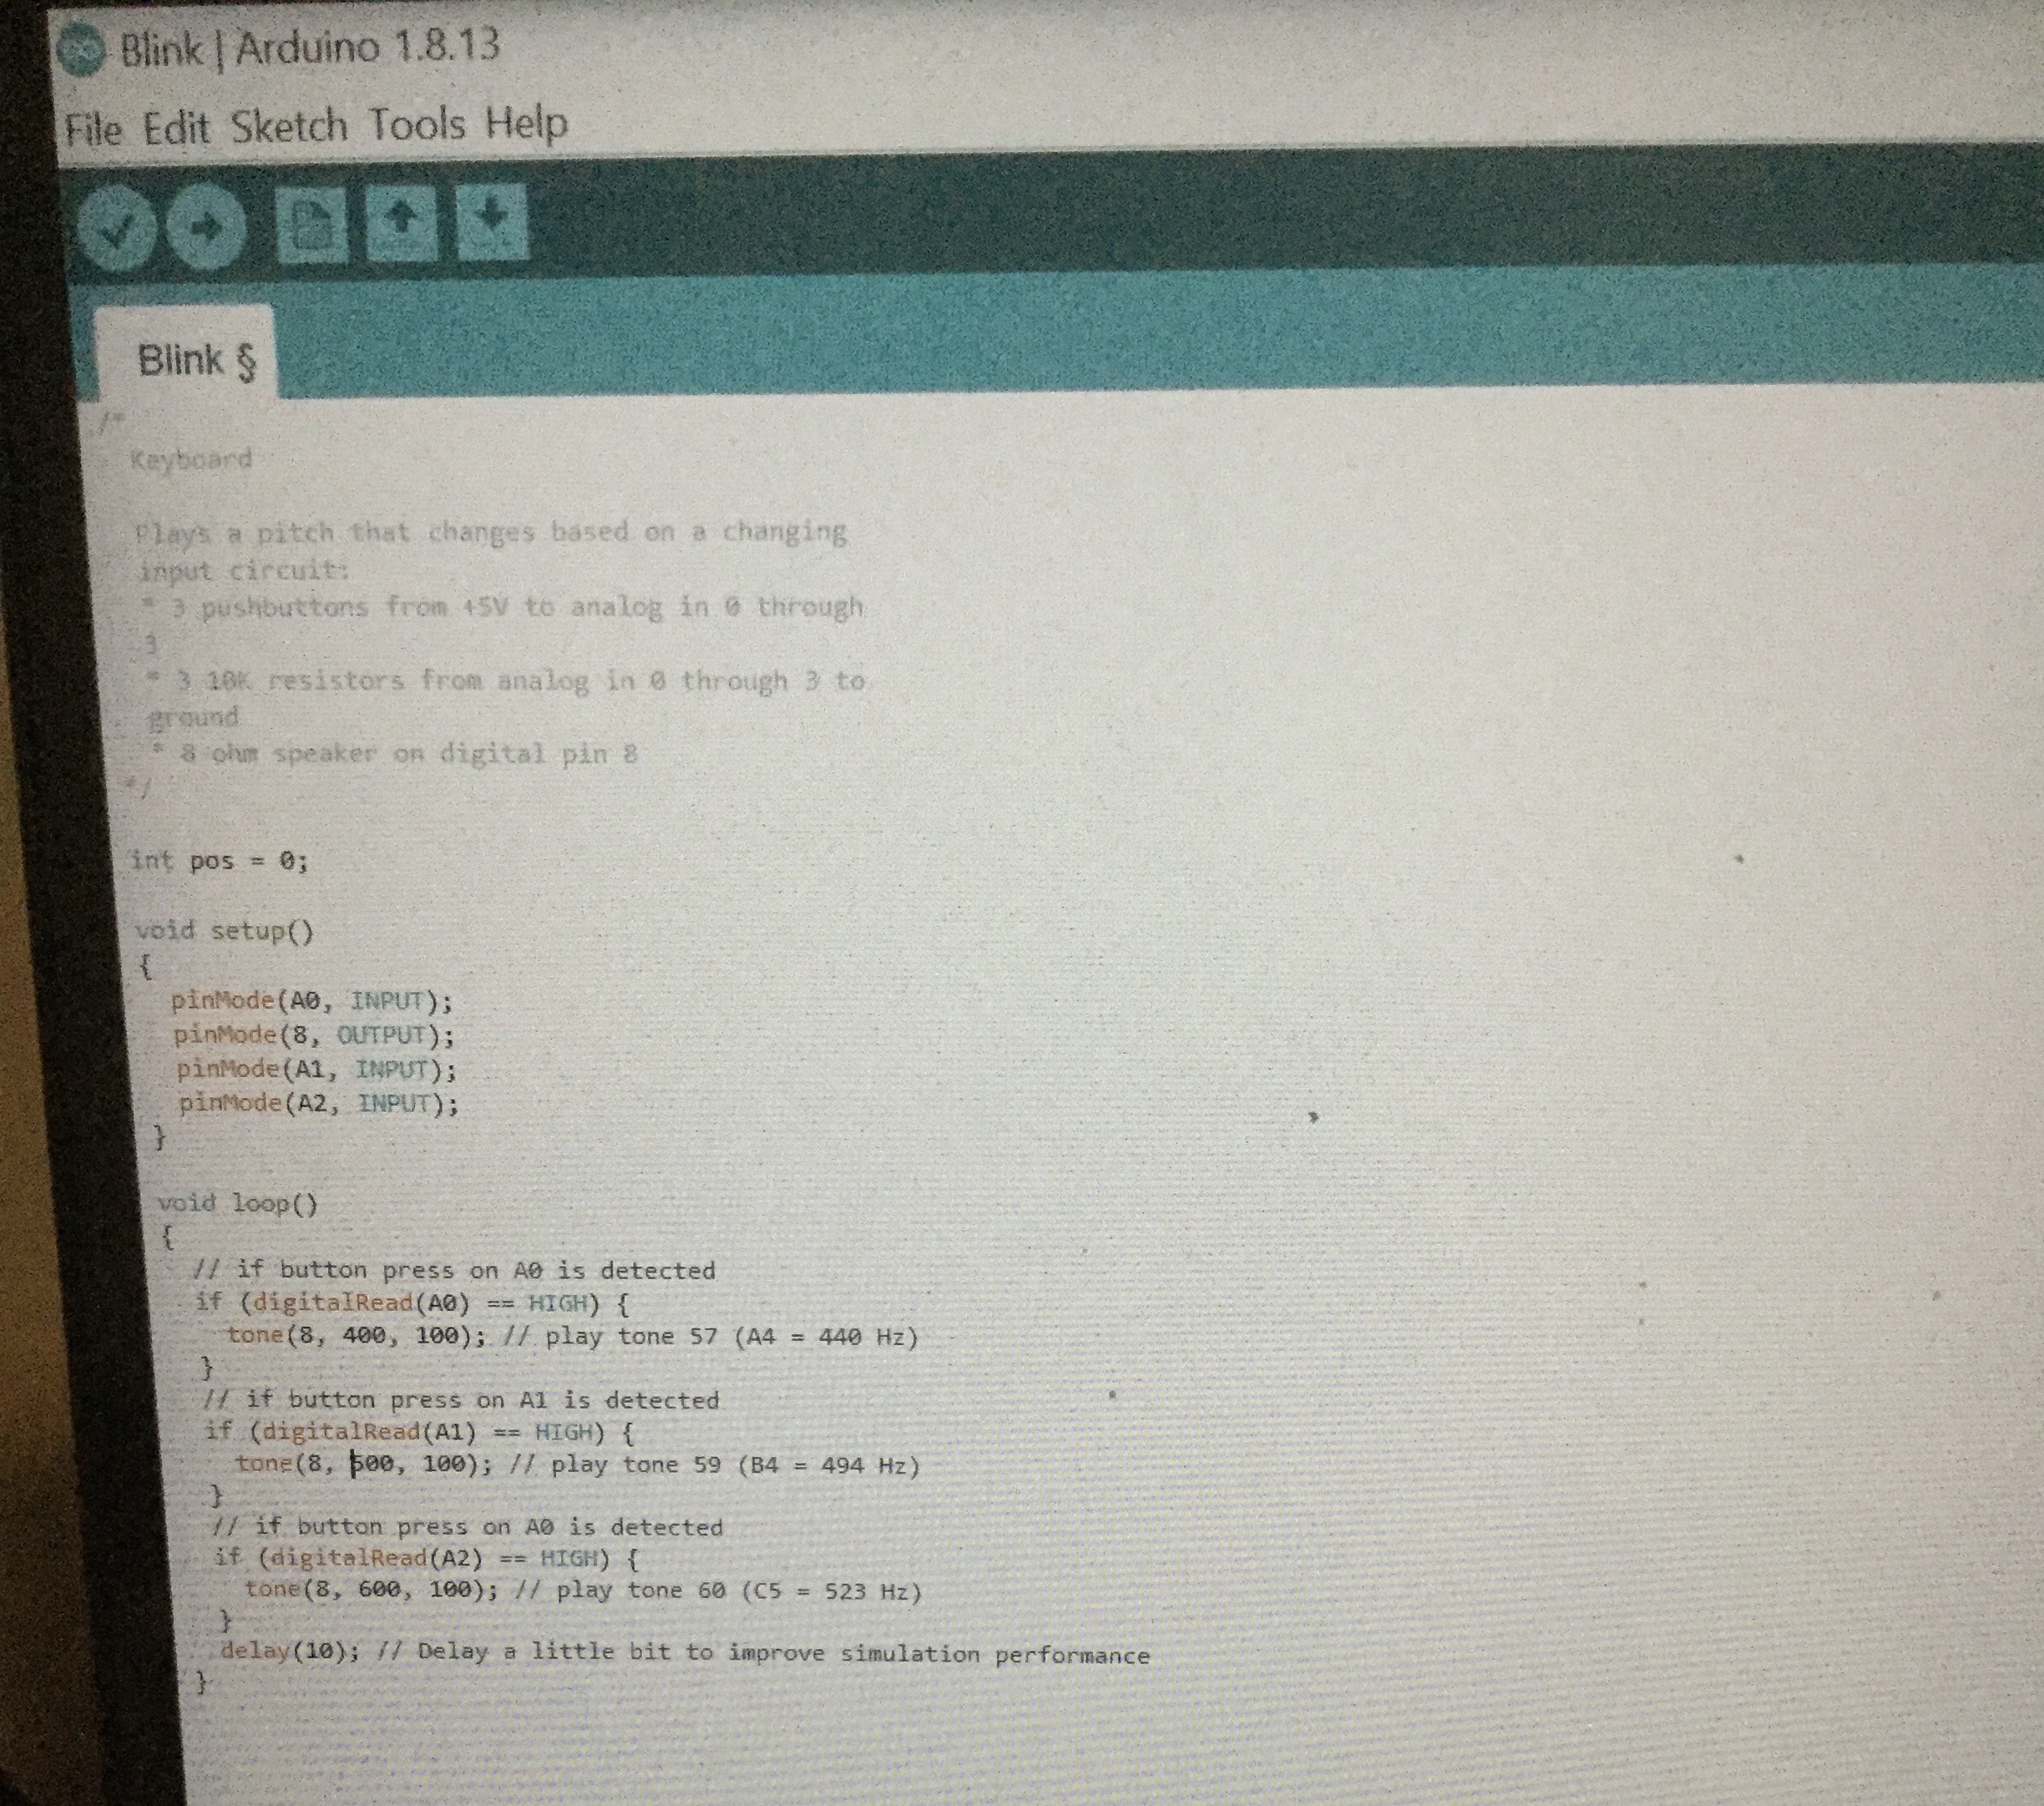 Blink | Arduino 1.8.13
File Edit Sketch Tools Help
Blink §
/*
Keyboard
Plays a pitch that changes based on a changing
input circuit:
* 3 pushbuttons from +5V to analog in 0 through
3
* 3 10K resistors from analog in 0 through 3 to
ground
* 8 ohm speaker on digital pin 8
*/
int pos = 0;
void setup()
{
pinMode(A0, INPUT);
pinMode(8, OUTPUT);
pinMode(A1, INPUT);
pinMode(A2, INPUT);
}
void loop()
{
// if button press on A0 is detected
if (digitalRead(A0) == HIGH) {
tone(8, 400, 100); // play tone 57 (A4 = 440 Hz)
}
// if button press on A1 is detected
if (digitalRead(A1) == HIGH) {
tone(8, 500, 100); // play tone 59 (B4 = 494 Hz)
}
// if button press on A0 is detected
if (digitalRead(A2) == HIGH) {
tone(8, 600, 100); // play tone 60 (C5 = 523 Hz)
}
delay(10); // Delay a little bit to improve simulation performance
}